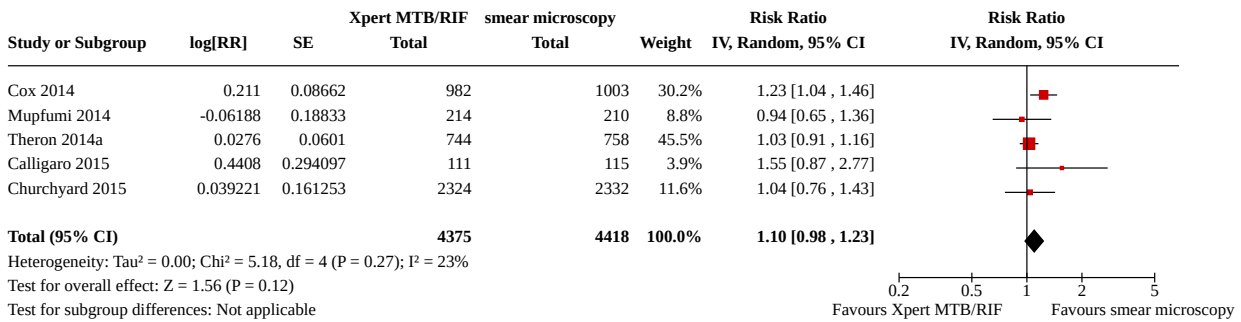 Xpert MTB/RIF smear microscopy Risk Ratio Risk Ratio
Study or Subgroup log[RR] SE Total Total Weight IV, Random, 95% CI IV, Random, 95% CI
Cox 2014 0.211 0.08662 982 1003 30.2% 1.23 [1.04 , 1.46]
Mupfumi 2014 -0.06188 0.18833 214 210 8.8% 0.94 [0.65 , 1.36]
Theron 2014a 0.0276 0.0601 744 758 45.5% 1.03 [0.91 , 1.16]
Calligaro 2015 0.4408 0.294097 111 115 3.9% 1.55 [0.87 , 2.77]
Churchyard 2015 0.039221 0.161253 2324 2332 11.6% 1.04 [0.76 , 1.43]
Total (95% CI) 4375 4418 100.0% 1.10 [0.98 , 1.23]
Heterogeneity: Tau² = 0.00; Chi² = 5.18, df = 4 (P = 0.27); I² = 23%
Test for overall effect: Z = 1.56 (P = 0.12) 0.2 0.5 1 2 5
Test for subgroup differences: Not applicable Favours Xpert MTB/RIF Favours smear microscopy